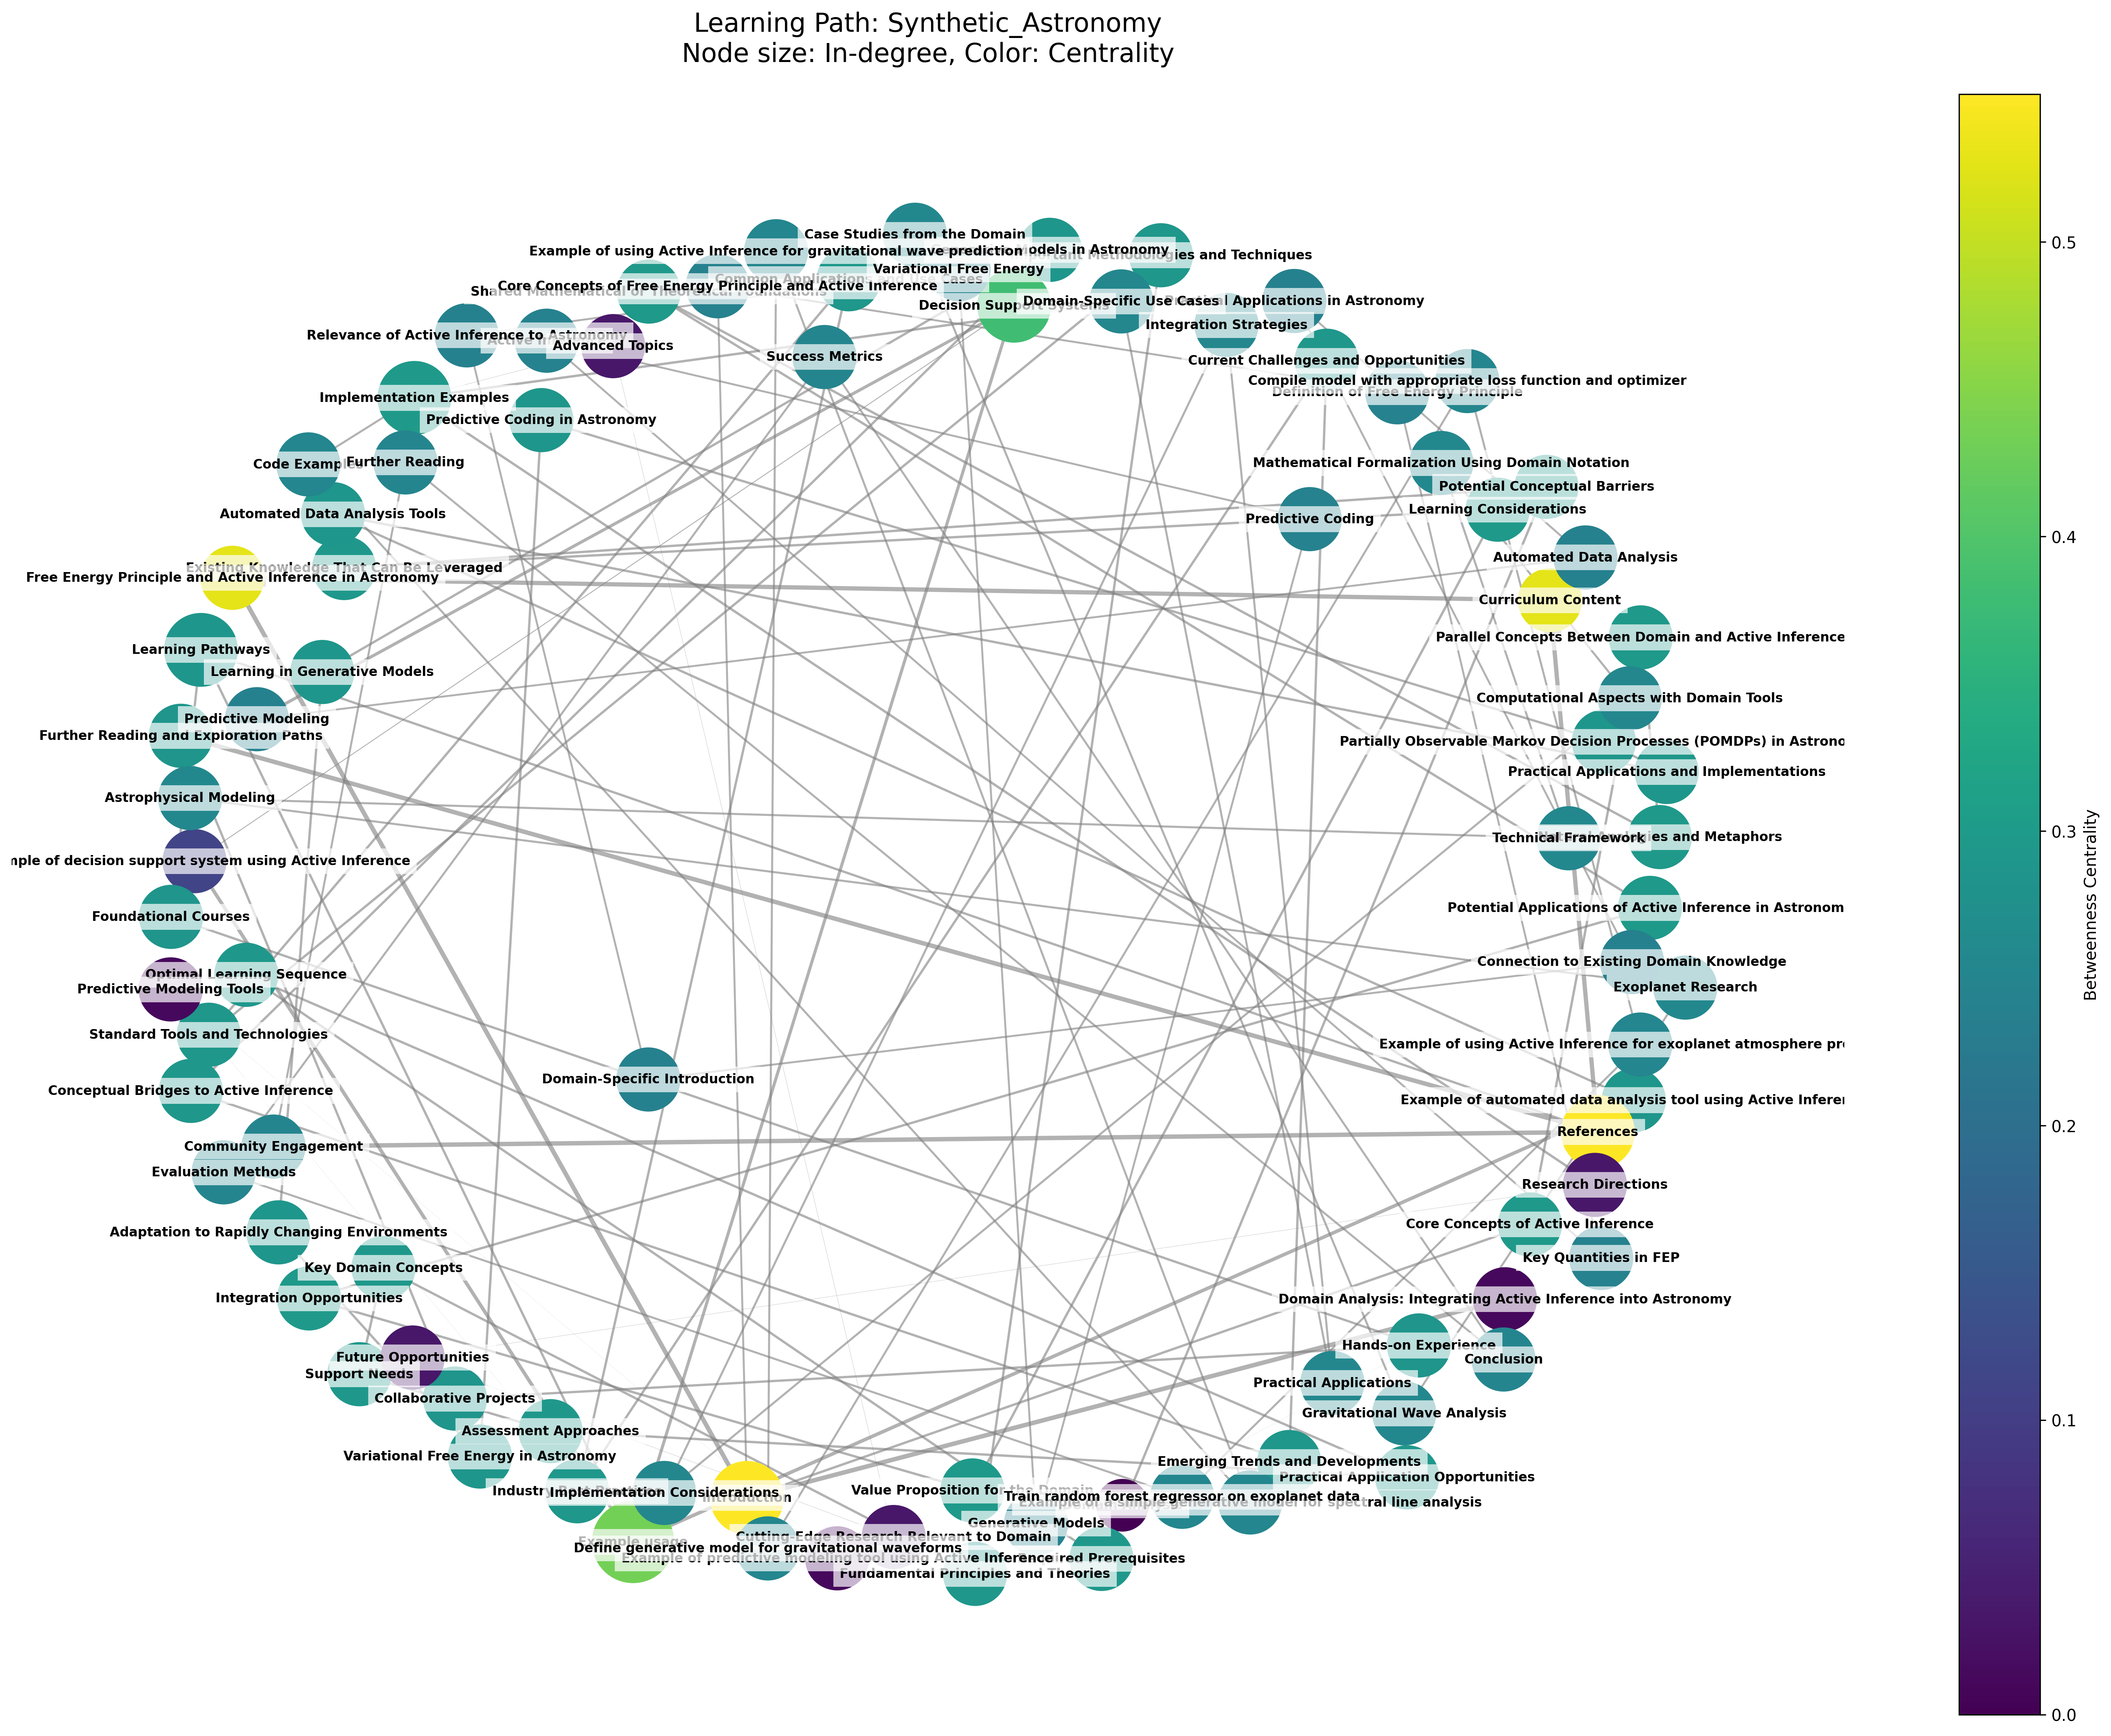 Learning Path: Synthetic_Astronomy
Node size: In-degree, Color: Centrality
Case Studies from the Domain
Example of using Active Inference for gravitational wave prediction
Models in Astronomy
Methodologies and Techniques
Variational Free Energy
Common Applications and Use Cases
Core Concepts of Free Energy Principle and Active Inference
Shared Mathematical or Theoretical Foundations
Decision Support Systems
Domain-Specific Use Cases
Applications in Astronomy
Integration Strategies
Relevance of Active Inference to Astronomy
Advanced Topics
Success Metrics
Current Challenges and Opportunities
Compile model with appropriate loss function and optimizer
Definition of Free Energy Principle
Implementation Examples
Predictive Coding in Astronomy
Code Examples
Further Reading
Mathematical Formalization Using Domain Notation
Potential Conceptual Barriers
Learning Considerations
Automated Data Analysis Tools
Predictive Coding
Automated Data Analysis
Existing Knowledge That Can Be Leveraged
Free Energy Principle and Active Inference in Astronomy
Curriculum Content
Parallel Concepts Between Domain and Active Inference
Learning Pathways
Learning in Generative Models
Computational Aspects with Domain Tools
Predictive Modeling
Further Reading and Exploration Paths
Partially Observable Markov Decision Processes (POMDPs) in Astrono
Practical Applications and Implementations
Astrophysical Modeling
Technical Framework
Analogies and Metaphors
mple of decision support system using Active Inference
Foundational Courses
Potential Applications of Active Inference in Astronom
Connection to Existing Domain Knowledge
Optimal Learning Sequence
Predictive Modeling Tools
Exoplanet Research
Standard Tools and Technologies
Example of using Active Inference for exoplanet atmosphere pre
Domain-Specific Introduction
Conceptual Bridges to Active Inference
Example of automated data analysis tool using Active Inferen
References
Community Engagement
Evaluation Methods
Research Directions
Core Concepts of Active Inference
Adaptation to Rapidly Changing Environments
Key Quantities in FEP
Key Domain Concepts
Integration Opportunities
Domain Analysis: Integrating Active Inference into Astronomy
Hands-on Experience
Conclusion
Future Opportunities
Support Needs
Practical Applications
Collaborative Projects
Gravitational Wave Analysis
Assessment Approaches
Variational Free Energy in Astronomy
Emerging Trends and Developments
Practical Application Opportunities
Industry
Implementation Considerations
Introduction
Value Proposition for the Domain
Train random forest regressor on exoplanet data
Example of a simple generative model for spectral line analysis
Generative Models
Cutting-Edge Research Relevant to Domain
Example usage
Define generative model for gravitational waveforms
Example of predictive modeling tool using Active Inference
Prerequisites
Fundamental Principles and Theories
0.5
0.4
0.3
0.2
0.1
0.0
Betweenness Centrality